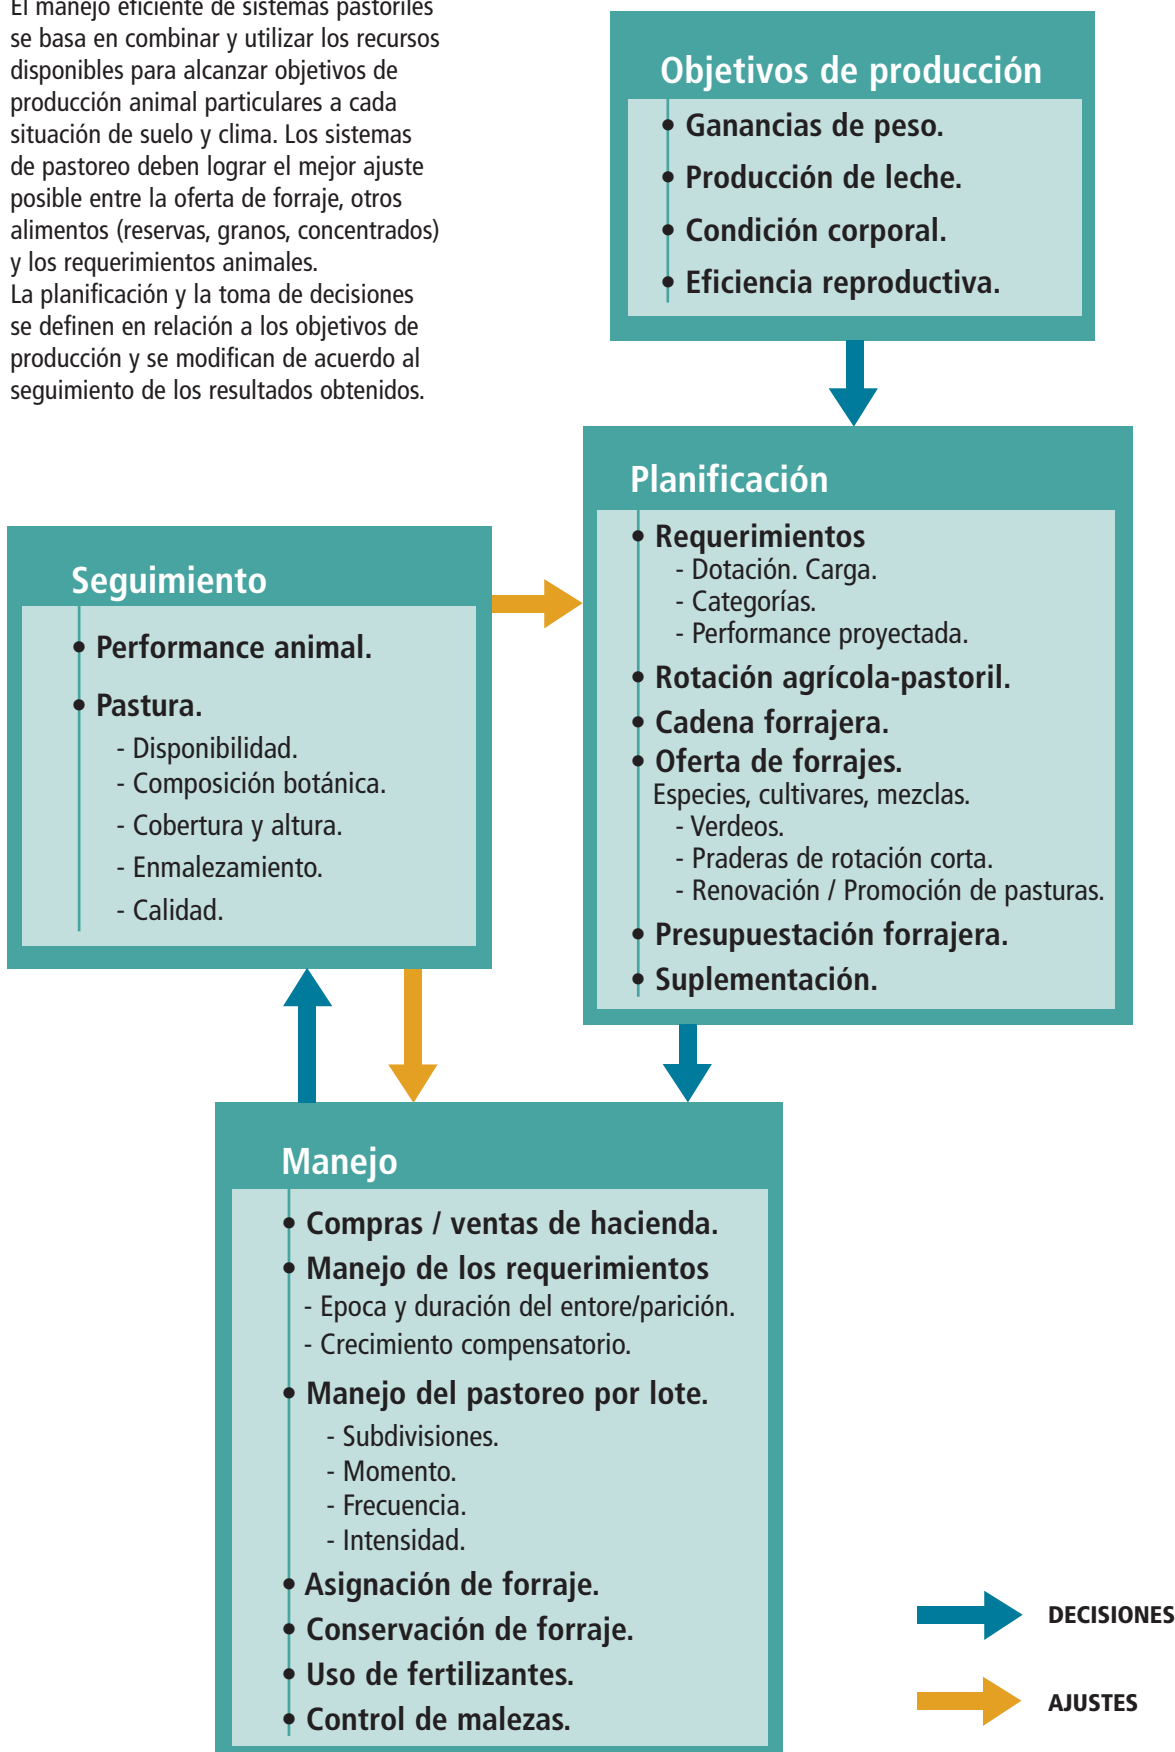 El manejo eficiente de sistemas pastoriles
se basa en combinar y utilizar los recursos
disponibles para alcanzar objetivos de
producción animal particulares a cada
situación de suelo y clima. Los sistemas
de pastoreo deben lograr el mejor ajuste
posible entre la oferta de forraje, otros
alimentos (reservas, granos, concentrados)
y los requerimientos animales.
La planificación y la toma de decisiones
se definen en relación a los objetivos de
producción y se modifican de acuerdo al
seguimiento de los resultados obtenidos.
Objetivos de producción
• Ganancias de peso.
• Producción de leche.
• Condición corporal.
• Eficiencia reproductiva.
Planificación
• Requerimientos
- Dotación. Carga.
- Categorías.
- Performance proyectada.
• Rotación agrícola-pastoril.
• Cadena forrajera.
• Oferta de forrajes.
Especies, cultivares, mezclas.
- Verdeos.
- Praderas de rotación corta.
- Renovación / Promoción de pasturas.
• Presupuestación forrajera.
• Suplementación.
Seguimiento
• Performance animal.
• Pastura.
- Disponibilidad.
- Composición botánica.
- Cobertura y altura.
- Enmalezamiento.
- Calidad.
Manejo
• Compras / ventas de hacienda.
• Manejo de los requerimientos
- Epoca y duración del entore/parición.
- Crecimiento compensatorio.
• Manejo del pastoreo por lote.
- Subdivisiones.
- Momento.
- Frecuencia.
- Intensidad.
• Asignación de forraje.
• Conservación de forraje.
• Uso de fertilizantes.
• Control de malezas.
DECISIONES
AJUSTES